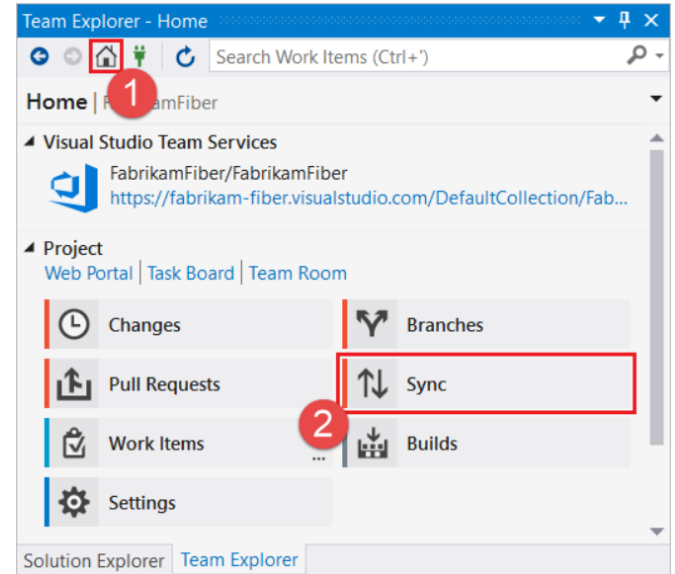 Team Explorer - Home
Search Work Items (Ctrl+')
1
Home | amFiber
Visual Studio Team Services
FabrikamFiber/FabrikamFiber
https://fabrikam-fiber.visualstudio.com/DefaultCollection/Fab...
Project
Web Portal | Task Board | Team Room
Changes
Branches
Pull Requests
Sync
2
Work Items
...
Builds
Settings
Solution Explorer
Team Explorer